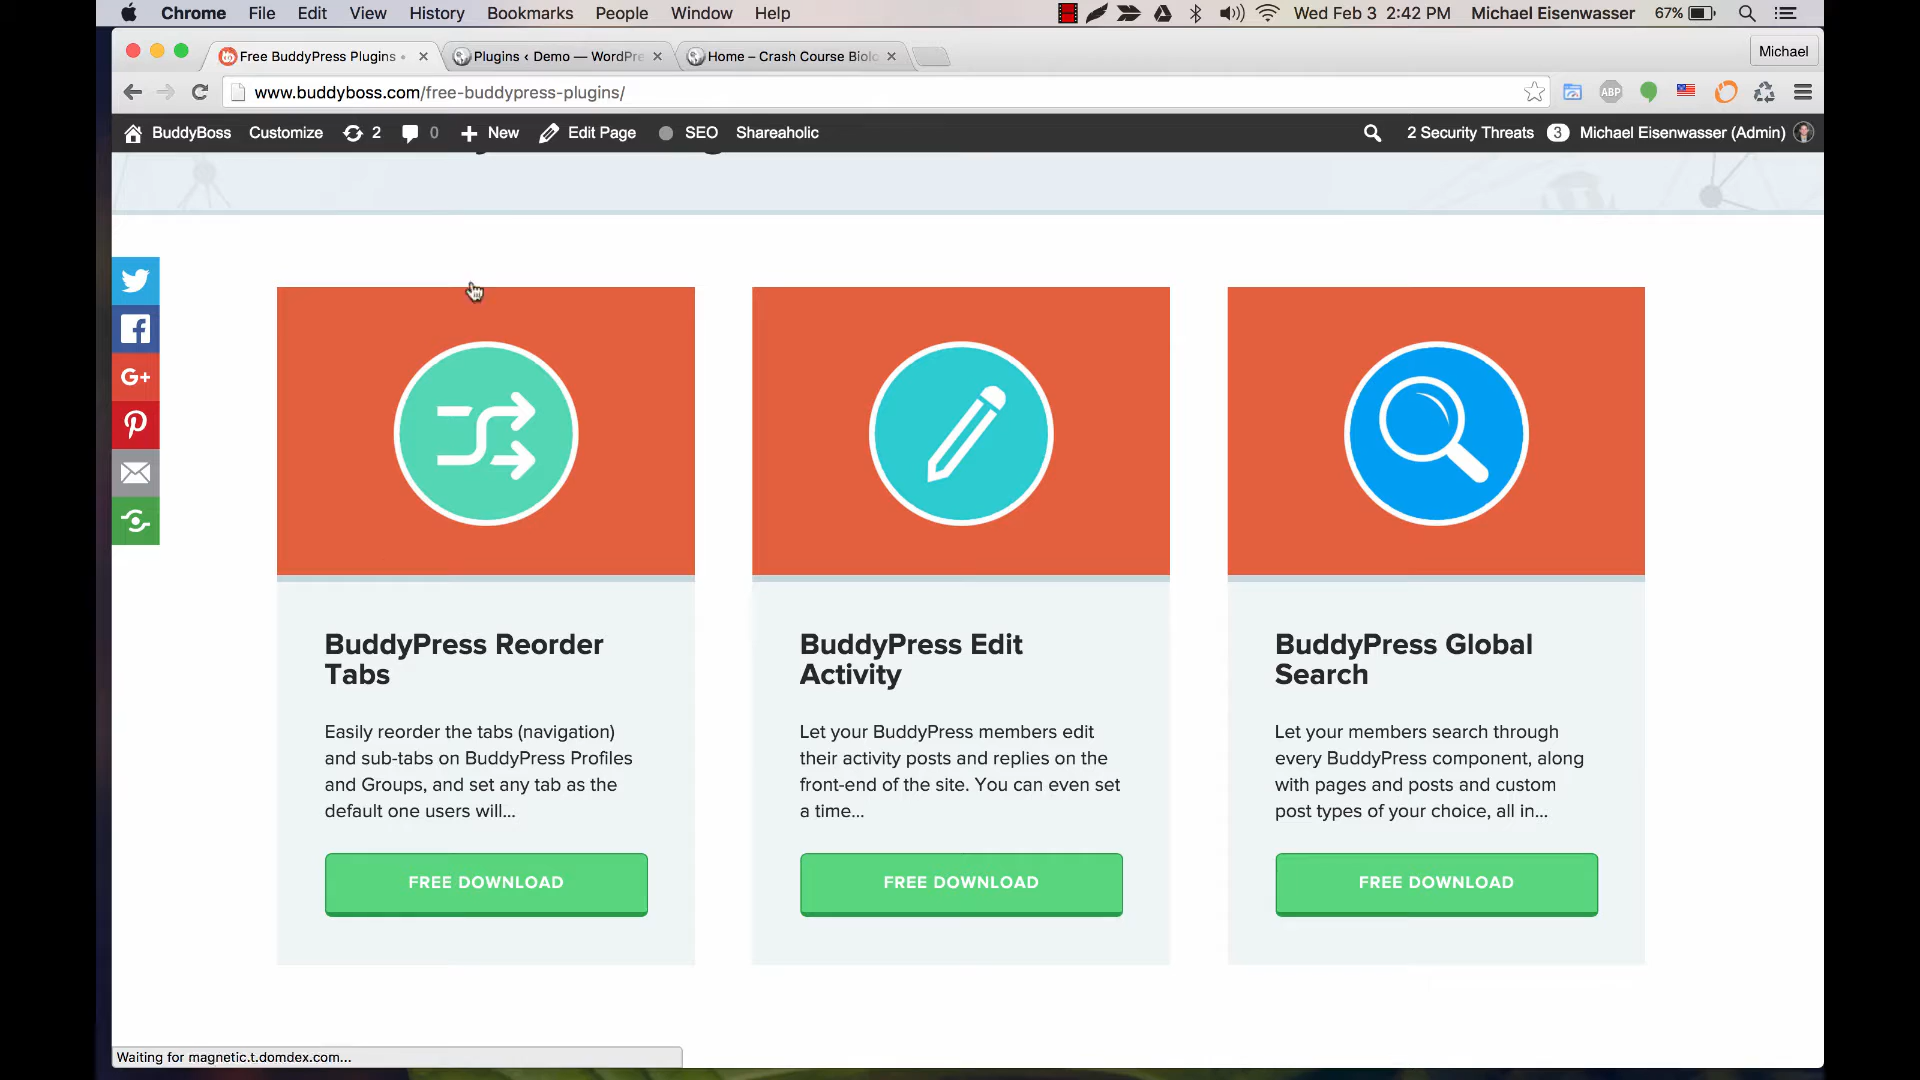 Chrome File Edit View History Bookmarks People Window Help Wed Feb 3 2:42 PM Michael Eisenwasser 67%
Free BuddyPress Plugins Plugins ‹ Demo — WordPre Home – Crash Course Biolo Michael
www.buddyboss.com/free-buddypress-plugins/ ABP
BuddyBoss Customize 2 0 New Edit Page SEO Shareaholic 2 Security Threats 3 Michael Eisenwasser (Admin)
G+
BuddyPress Reorder
Tabs
Easily reorder the tabs (navigation)
and sub-tabs on BuddyPress Profiles
and Groups, and set any tab as the
default one users will...
FREE DOWNLOAD
BuddyPress Edit
Activity
Let your BuddyPress members edit
their activity posts and replies on the
front-end of the site. You can even set
a time...
FREE DOWNLOAD
BuddyPress Global
Search
Let your members search through
every BuddyPress component, along
with pages and posts and custom
post types of your choice, all in...
FREE DOWNLOAD
Waiting for magnetic.t.domdex.com...